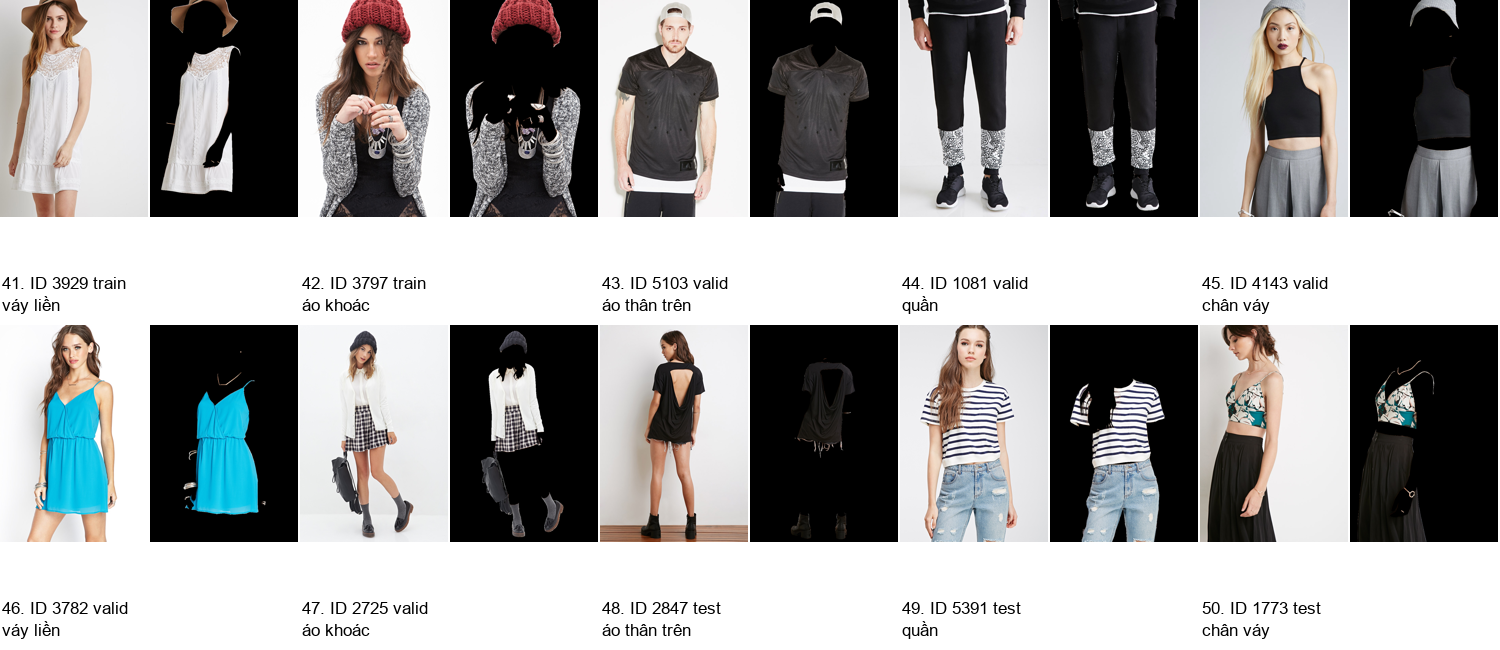 41. ID 3929 train
váy liền
42. ID 3797 train
áo khoác
43. ID 5103 valid
áo thân trên
44. ID 1081 valid
quần
45. ID 4143 valid
chân váy
46. ID 3782 valid
váy liền
47. ID 2725 valid
áo khoác
48. ID 2847 test
áo thân trên
49. ID 5391 test
quần
50. ID 1773 test
chân váy